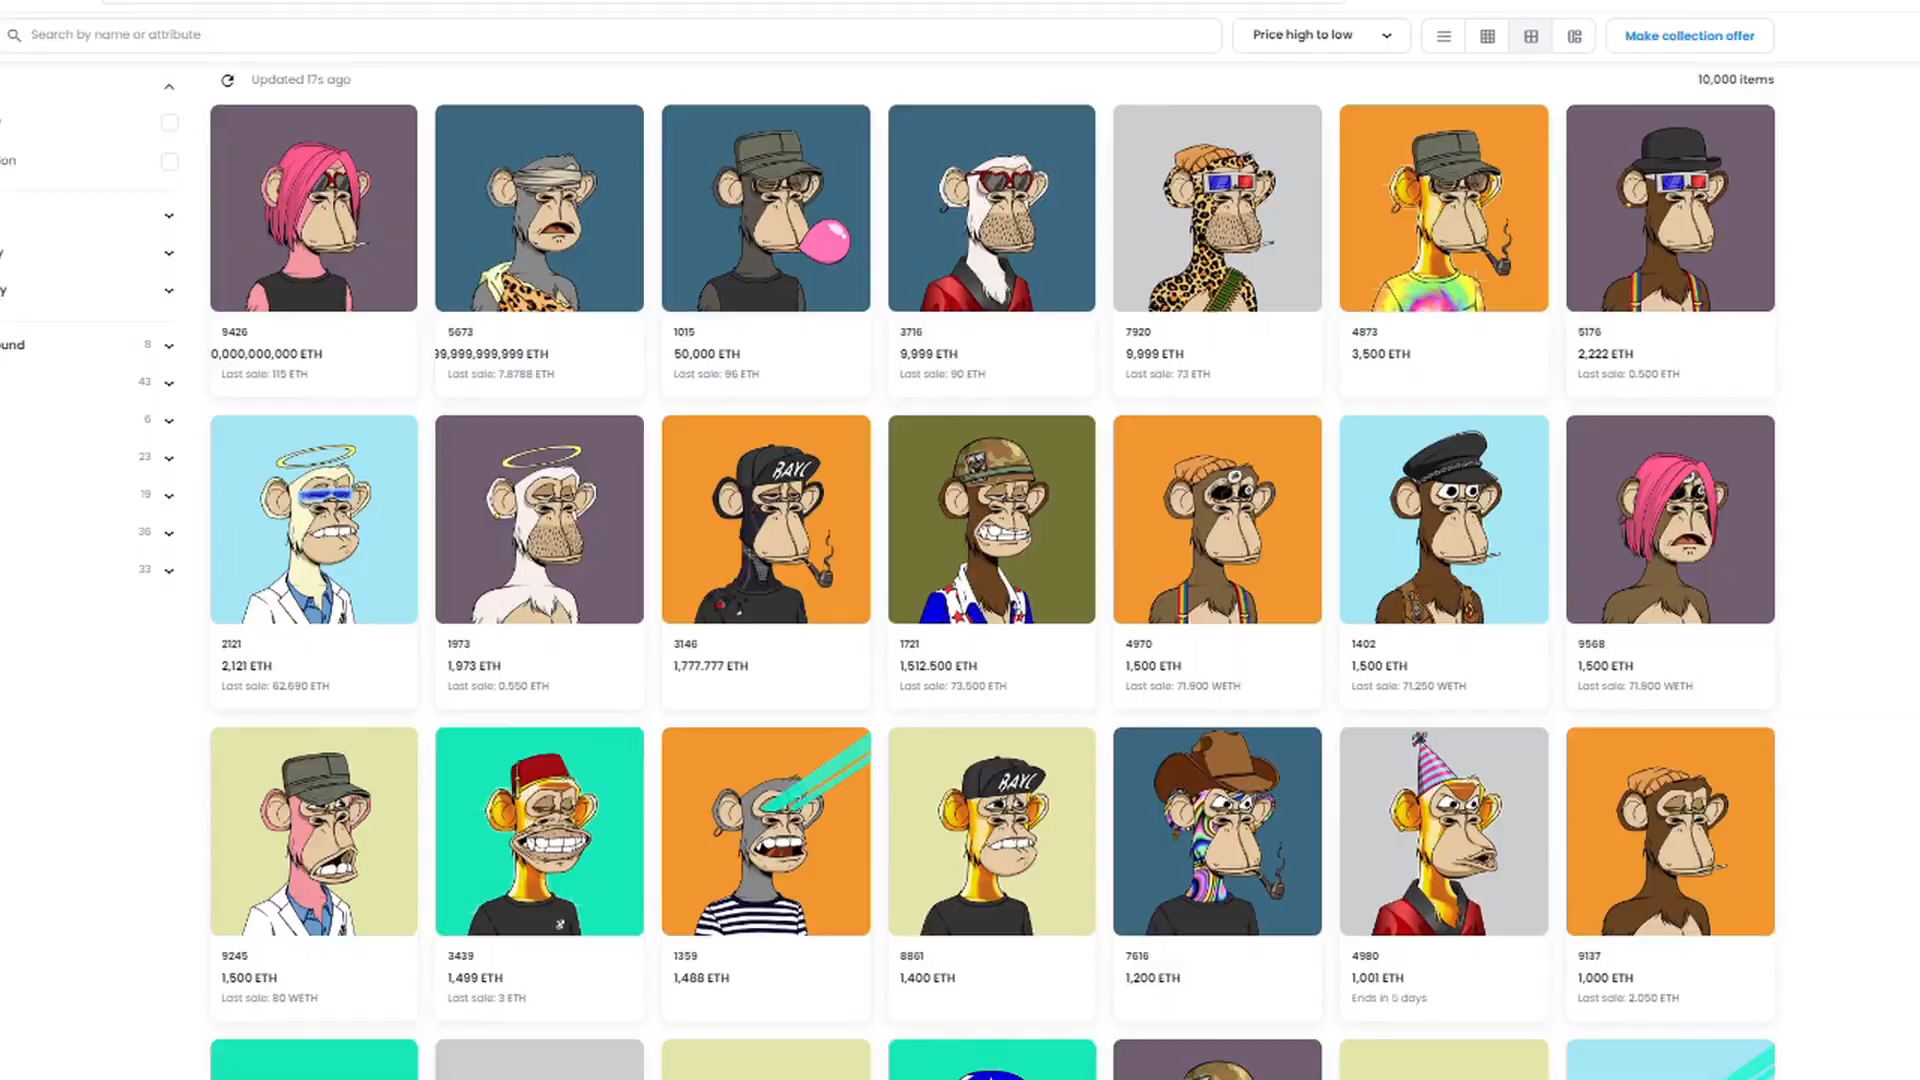 Search by name or attribute
Price high to low
Make collection offer
Updated 17s ago
10,000 items
ion
y
y
und
8
43
6
23
19
36
33
9426
0,000,000,000 ETH
Last sale: 115 ETH
5673
99,999,999,999 ETH
Last sale: 7.8788 ETH
1015
50,000 ETH
Last sale: 96 ETH
3716
9,999 ETH
Last sale: 90 ETH
7920
9,999 ETH
Last sale: 73 ETH
4873
3,500 ETH
5176
2,222 ETH
Last sale: 0.500 ETH
BAYC
2121
2,121 ETH
Last sale: 62.690 ETH
1973
1,973 ETH
Last sale: 0.550 ETH
3146
1,777.777 ETH
1721
1,512.500 ETH
Last sale: 73.500 ETH
4970
1,500 ETH
Last sale: 71.900 WETH
1402
1,500 ETH
Last sale: 71.250 WETH
9568
1,500 ETH
Last sale: 71.900 WETH
BAYC
9245
1,500 ETH
Last sale: 80 WETH
3439
1,499 ETH
Last sale: 3 ETH
1359
1,488 ETH
8861
1,400 ETH
7616
1,200 ETH
4980
1,001 ETH
Ends in 5 days
9137
1,000 ETH
Last sale: 2.050 ETH